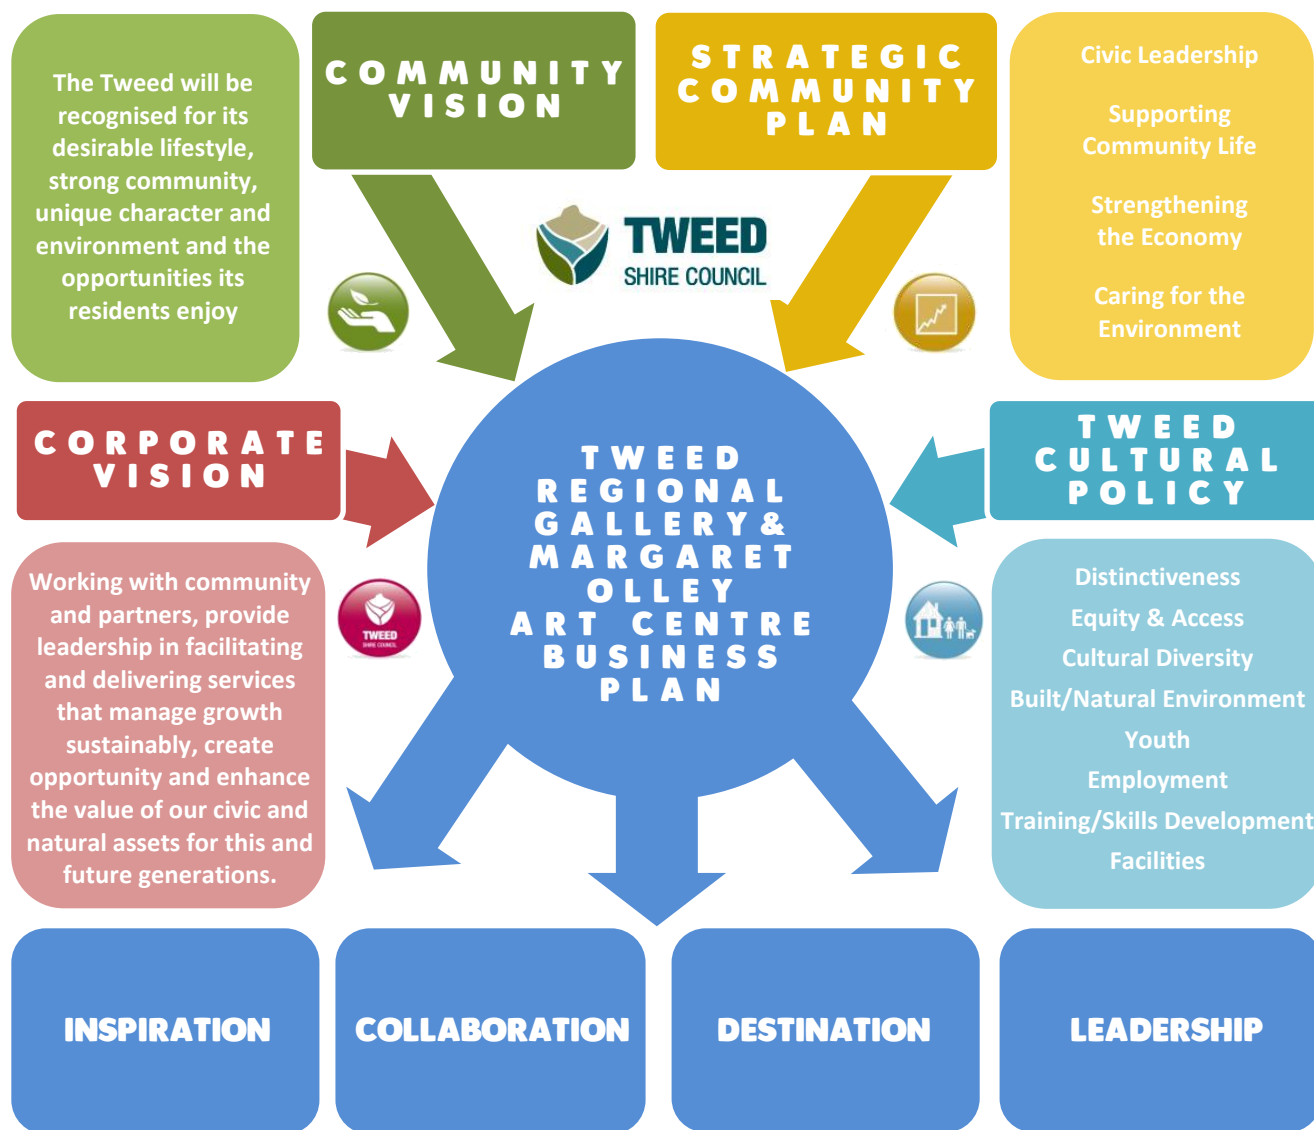 The Tweed will be
recognised for its
desirable lifestyle,
strong community,
unique character and
environment and the
opportunities its
residents enjoy
COMMUNITY
VISION
STRATEGIC
COMMUNITY
PLAN
Civic Leadership
Supporting
Community Life
Strengthening
the Economy
Caring for the
Environment
TWEED
SHIRE COUNCIL
CORPORATE
VISION
TWEED
REGIONAL
GALLERY&
MARGARET
OLLEY
ART CENTRE
BUSINESS
PLAN
TWEED
CULTURAL
POLICY
Working with community
and partners, provide
leadership in facilitating
and delivering services
that manage growth
sustainably, create
opportunity and enhance
the value of our civic and
natural assets for this and
future generations.
TWEED
SHIRE COUNCIL
Distinctiveness
Equity & Access
Cultural Diversity
Built/Natural Environment
Youth
Employment
Training/Skills Development
Facilities
INSPIRATION
COLLABORATION
DESTINATION
LEADERSHIP